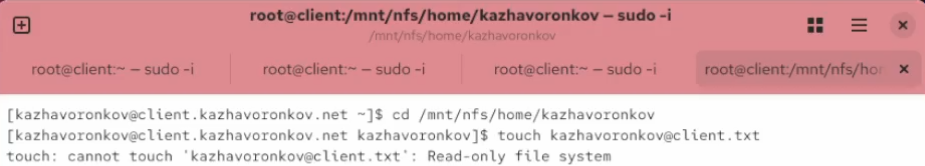 root@client:/mnt/nfs/home/kazhavoronkov — sudo -i
/mnt/nfs/home/kazhavoronkov
root@client:~ — sudo -i
root@client:~ — sudo -i
root@client:~ — sudo -i
root@client:/mnt/nfs/hor
[kazhavoronkov@client.kazhavoronkov.net ~]$ cd /mnt/nfs/home/kazhavoronkov
[kazhavoronkov@client.kazhavoronkov.net kazhavoronkov]$ touch kazhavoronkov@client.txt
touch: cannot touch 'kazhavoronkov@client.txt': Read-only file system